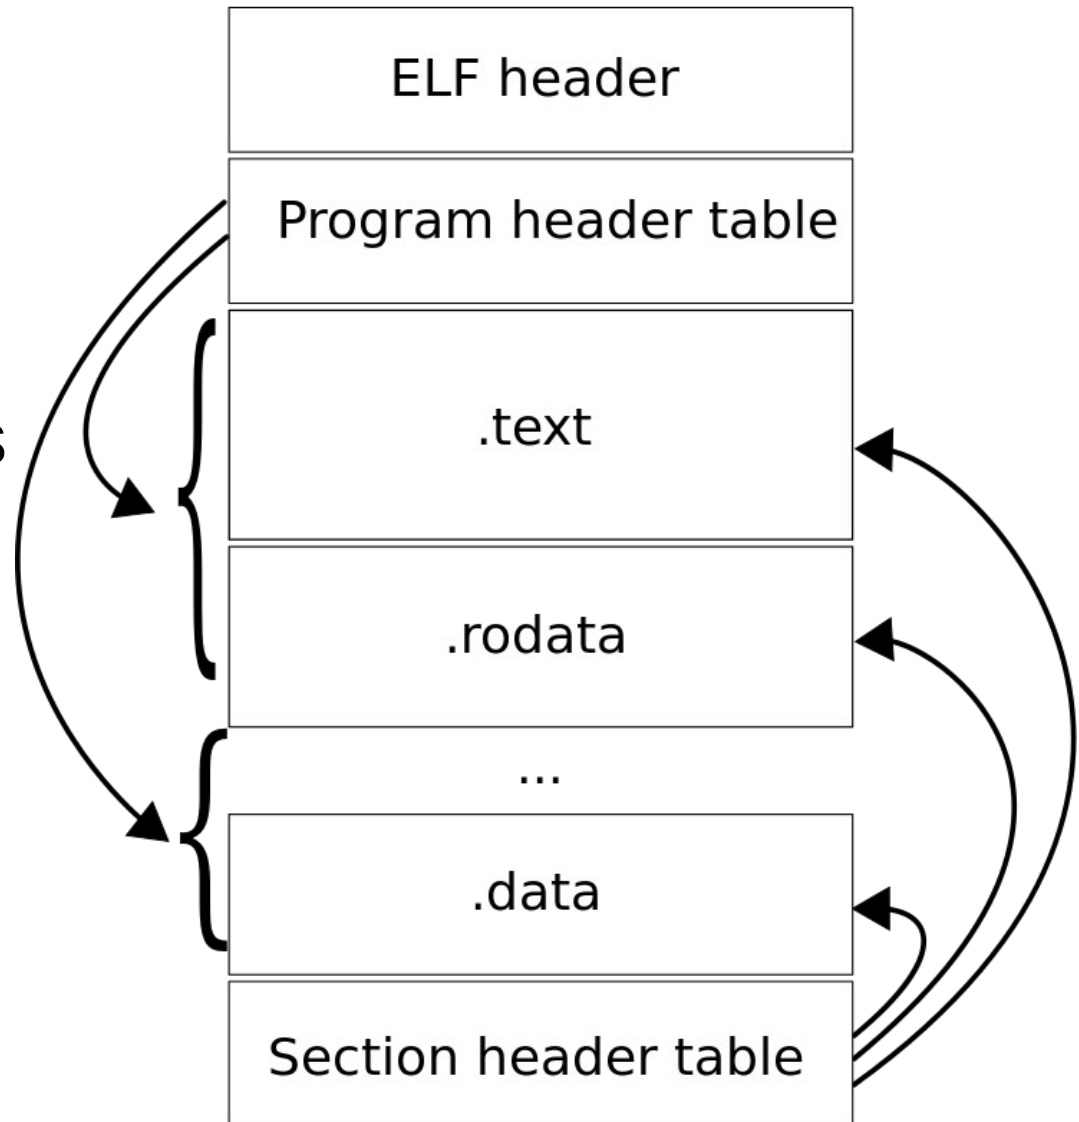 ELF header
Program header table
s
.text
.rodata
...
.data
Section header table